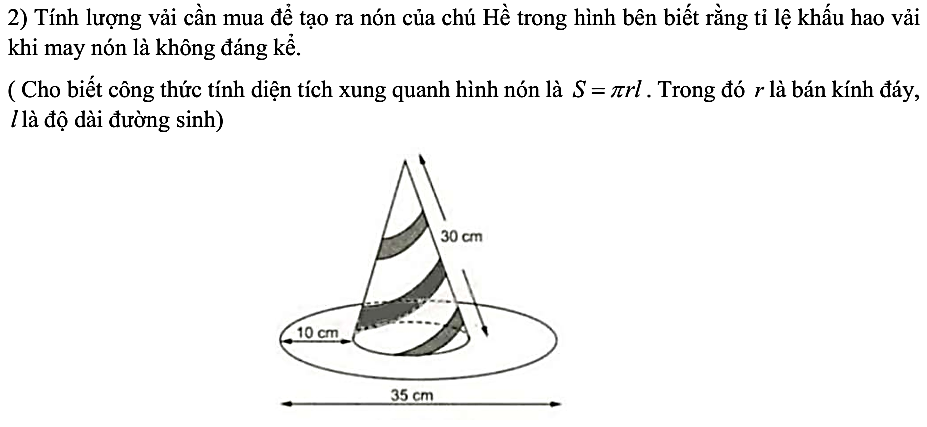 2) Tính lượng vải cần mua để tạo ra nón của chú Hề trong hình bên biết rằng tỉ lệ khấu hao vải
khi may nón là không đáng kể.
( Cho biết công thức tính diện tích xung quanh hình nón là S = πrl . Trong đó r là bán kính đáy,
l là độ dài đường sinh)
30 cm
10 cm
35 cm